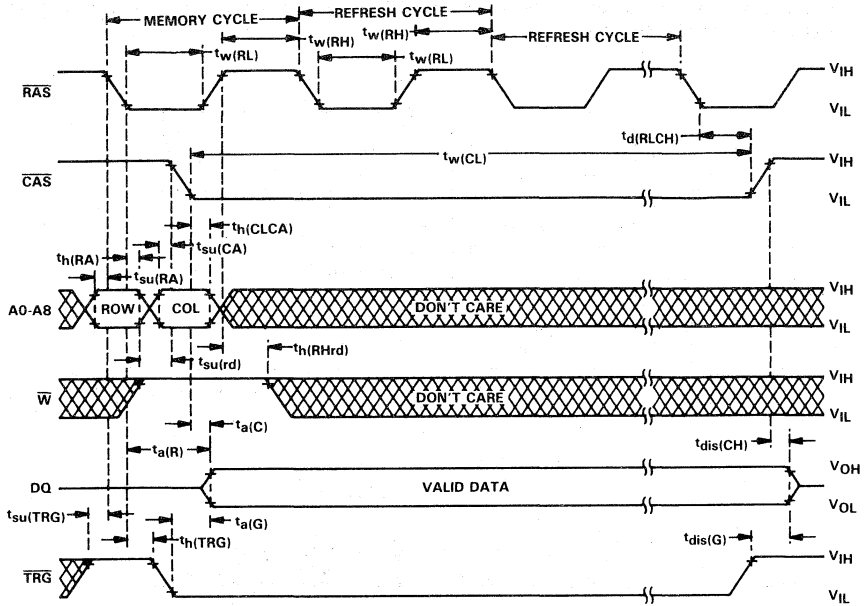 MEMORY CYCLE
REFRESH CYCLE
tw(RH)
tw(RH)
REFRESH CYCLE
tw(RL)
tw(RL)
RAS
VIH
VIL
td(RLCH)
tw(CL)
CAS
VIH
VIL
th(CLCA)
tsu(CA)
th(RA)
tsu(RA)
A0-A8
ROW
COL
DON'T CARE
VIH
VIL
tsu(rd)
th(RHrd)
W
DON'T CARE
VIH
VIL
ta(C)
ta(R)
tdis(CH)
DQ
VALID DATA
VOH
VOL
tsu(TRG)
ta(G)
th(TRG)
tdis(G)
TRG
VIH
VIL